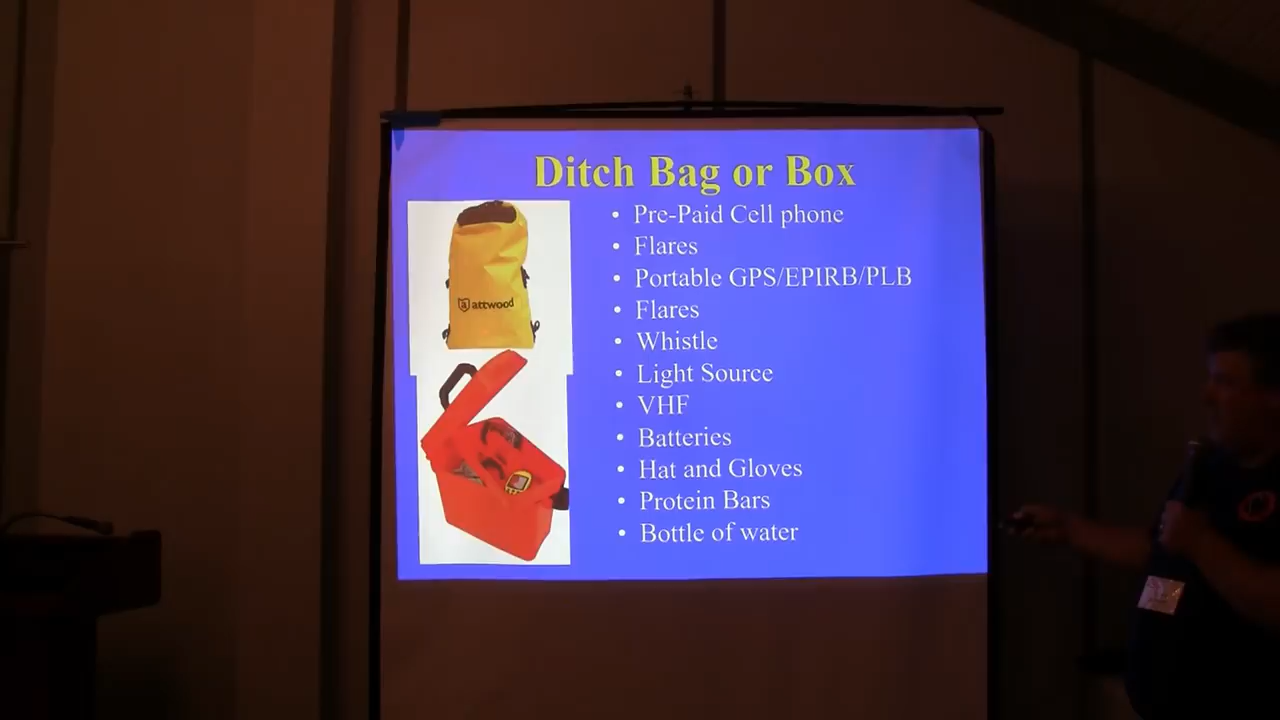 Ditch Bag or Box
• Pre-Paid Cell phone
• Flares
• Portable GPS/EPIRB/PLB
• Flares
• Whistle
• Light Source
• VHF
• Batteries
• Hat and Gloves
• Protein Bars
• Bottle of water
attwood